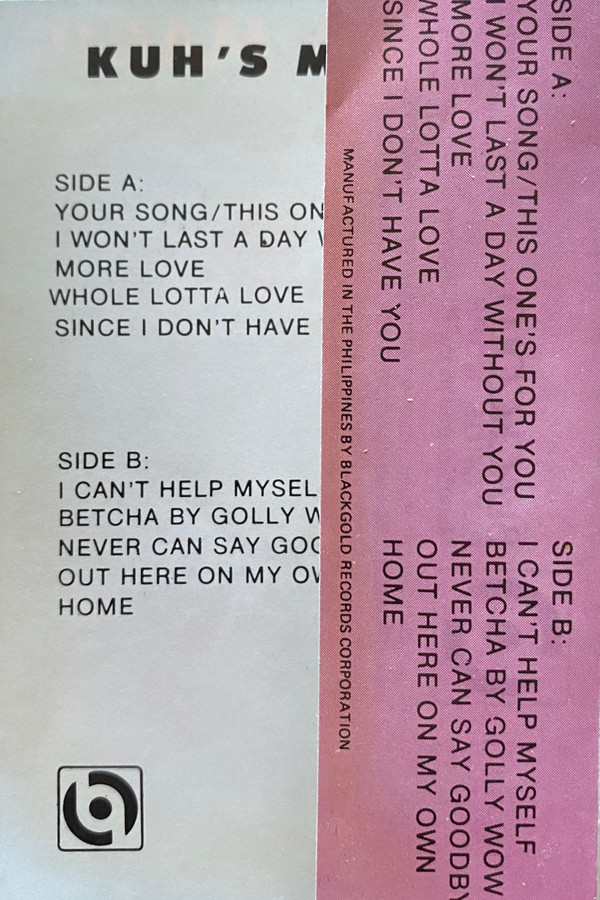 KUH'S M
SIDE A:
YOUR SONG/THIS ON
I WON'T LAST A DAY
MORE LOVE
WHOLE LOTTA LOVE
SINCE I DON'T HAVE
SIDE B:
I CAN'T HELP MYSEL
BETCHA BY GOLLY W
NEVER CAN SAY GOO
OUT HERE ON MY OW
HOME
SIDE A:
YOUR SONG/THIS ONE'S FOR YOU
I WON'T LAST A DAY WITHOUT YOU
MORE LOVE
WHOLE LOTTA LOVE
SINCE I DON'T HAVE YOU
SIDE B:
I CAN'T HELP MYSELF
BETCHA BY GOLLY WOW
NEVER CAN SAY GOODBY
OUT HERE ON MY OWN
HOME
MANUFACTURED IN THE PHILIPPINES BY BLACKGOLD RECORDS CORPORATION